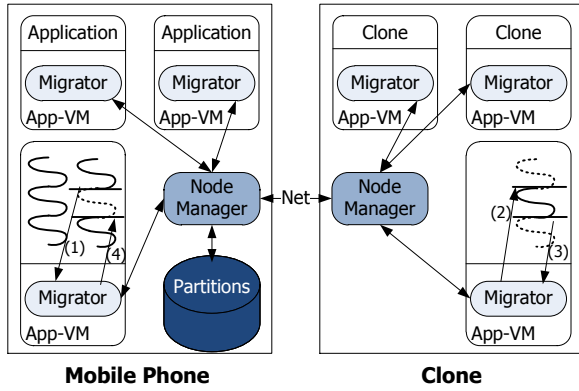 Application
Application
Clone
Clone
Migrator
Migrator
Migrator
Migrator
App-VM
App-VM
App-VM
App-VM
Node
Manager
Net
Node
Manager
(1)
(4)
(2)
(3)
Partitions
Migrator
Migrator
App-VM
App-VM
Mobile Phone
Clone